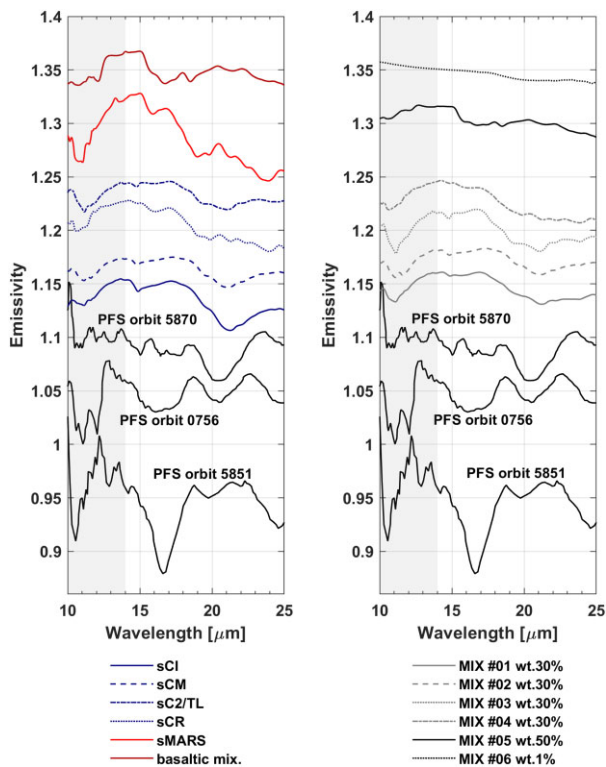 1.4
1.35
1.3
1.25
1.2
1.15
1.1
1.05
1
0.95
0.9
Emissivity
PFS orbit 5870
PFS orbit 0756
PFS orbit 5851
10 15 20 25
Wavelength [μm]
sCI
sCM
sC2/TL
sCR
sMARS
basaltic mix.
1.4
1.35
1.3
1.25
1.2
1.15
1.1
1.05
1
0.95
0.9
Emissivity
PFS orbit 5870
PFS orbit 0756
PFS orbit 5851
10 15 20 25
Wavelength [μm]
MIX #01 wt.30%
MIX #02 wt.30%
MIX #03 wt.30%
MIX #04 wt.30%
MIX #05 wt.50%
MIX #06 wt.1%